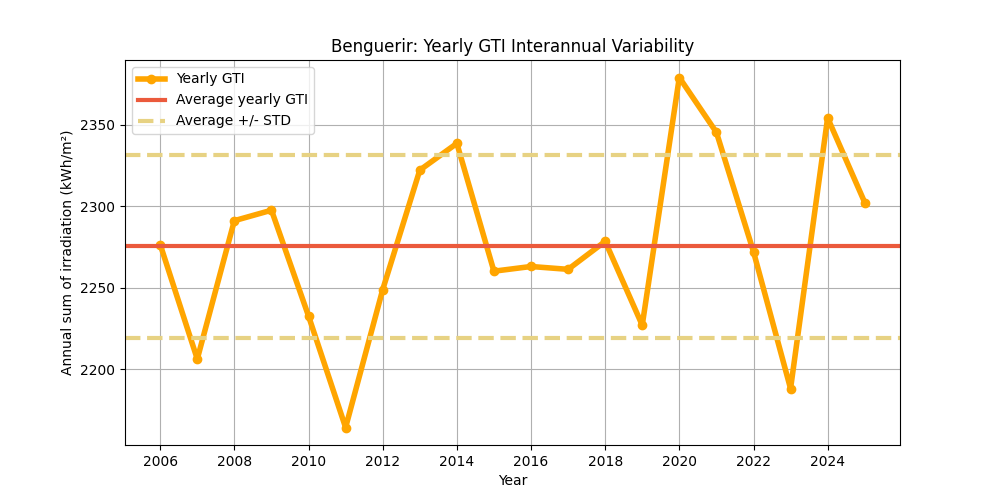 Benguerir: Yearly GTI Interannual Variability
Yearly GTI
Average yearly GTI
Average +/- STD
Annual sum of irradiation (kWh/m²)
2350
2300
2250
2200
2006 2008 2010 2012 2014 2016 2018 2020 2022 2024
Year